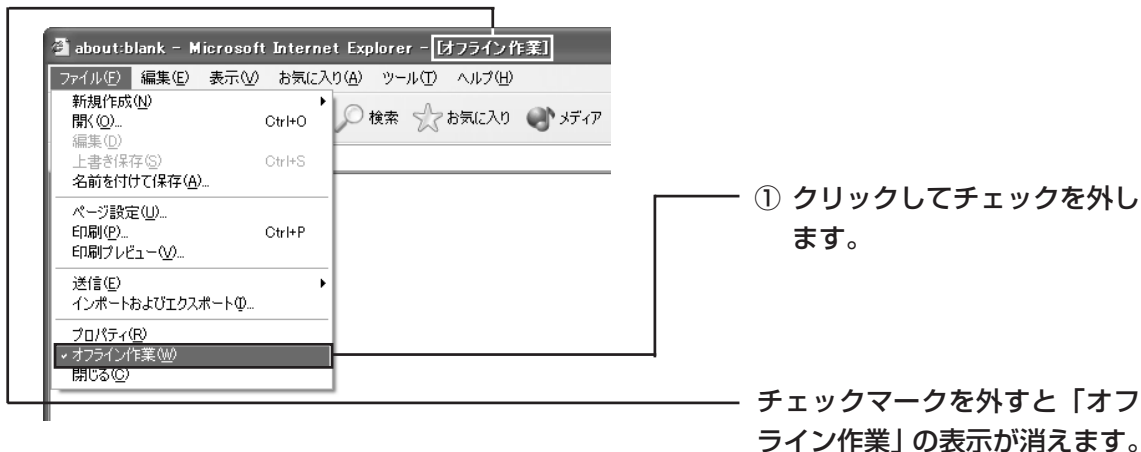 about:blank - Microsoft Internet Explorer - [オフライン作業]
ファイル(F) 編集(E) 表示(V) お気に入り(A) ツール(T) ヘルプ(H)
検索 お気に入り メディア
新規作成(N)
開く(O)... Ctrl+O
編集(D)
上書き保存(S) Ctrl+S
名前を付けて保存(A)...
ページ設定(U)...
印刷(P)... Ctrl+P
印刷プレビュー(V)...
送信(E)
インポートおよびエクスポート(I)...
プロパティ(R)
オフライン作業(W)
閉じる(C)
① クリックしてチェックを外し
ます。
チェックマークを外すと「オフ
ライン作業」の表示が消えます。